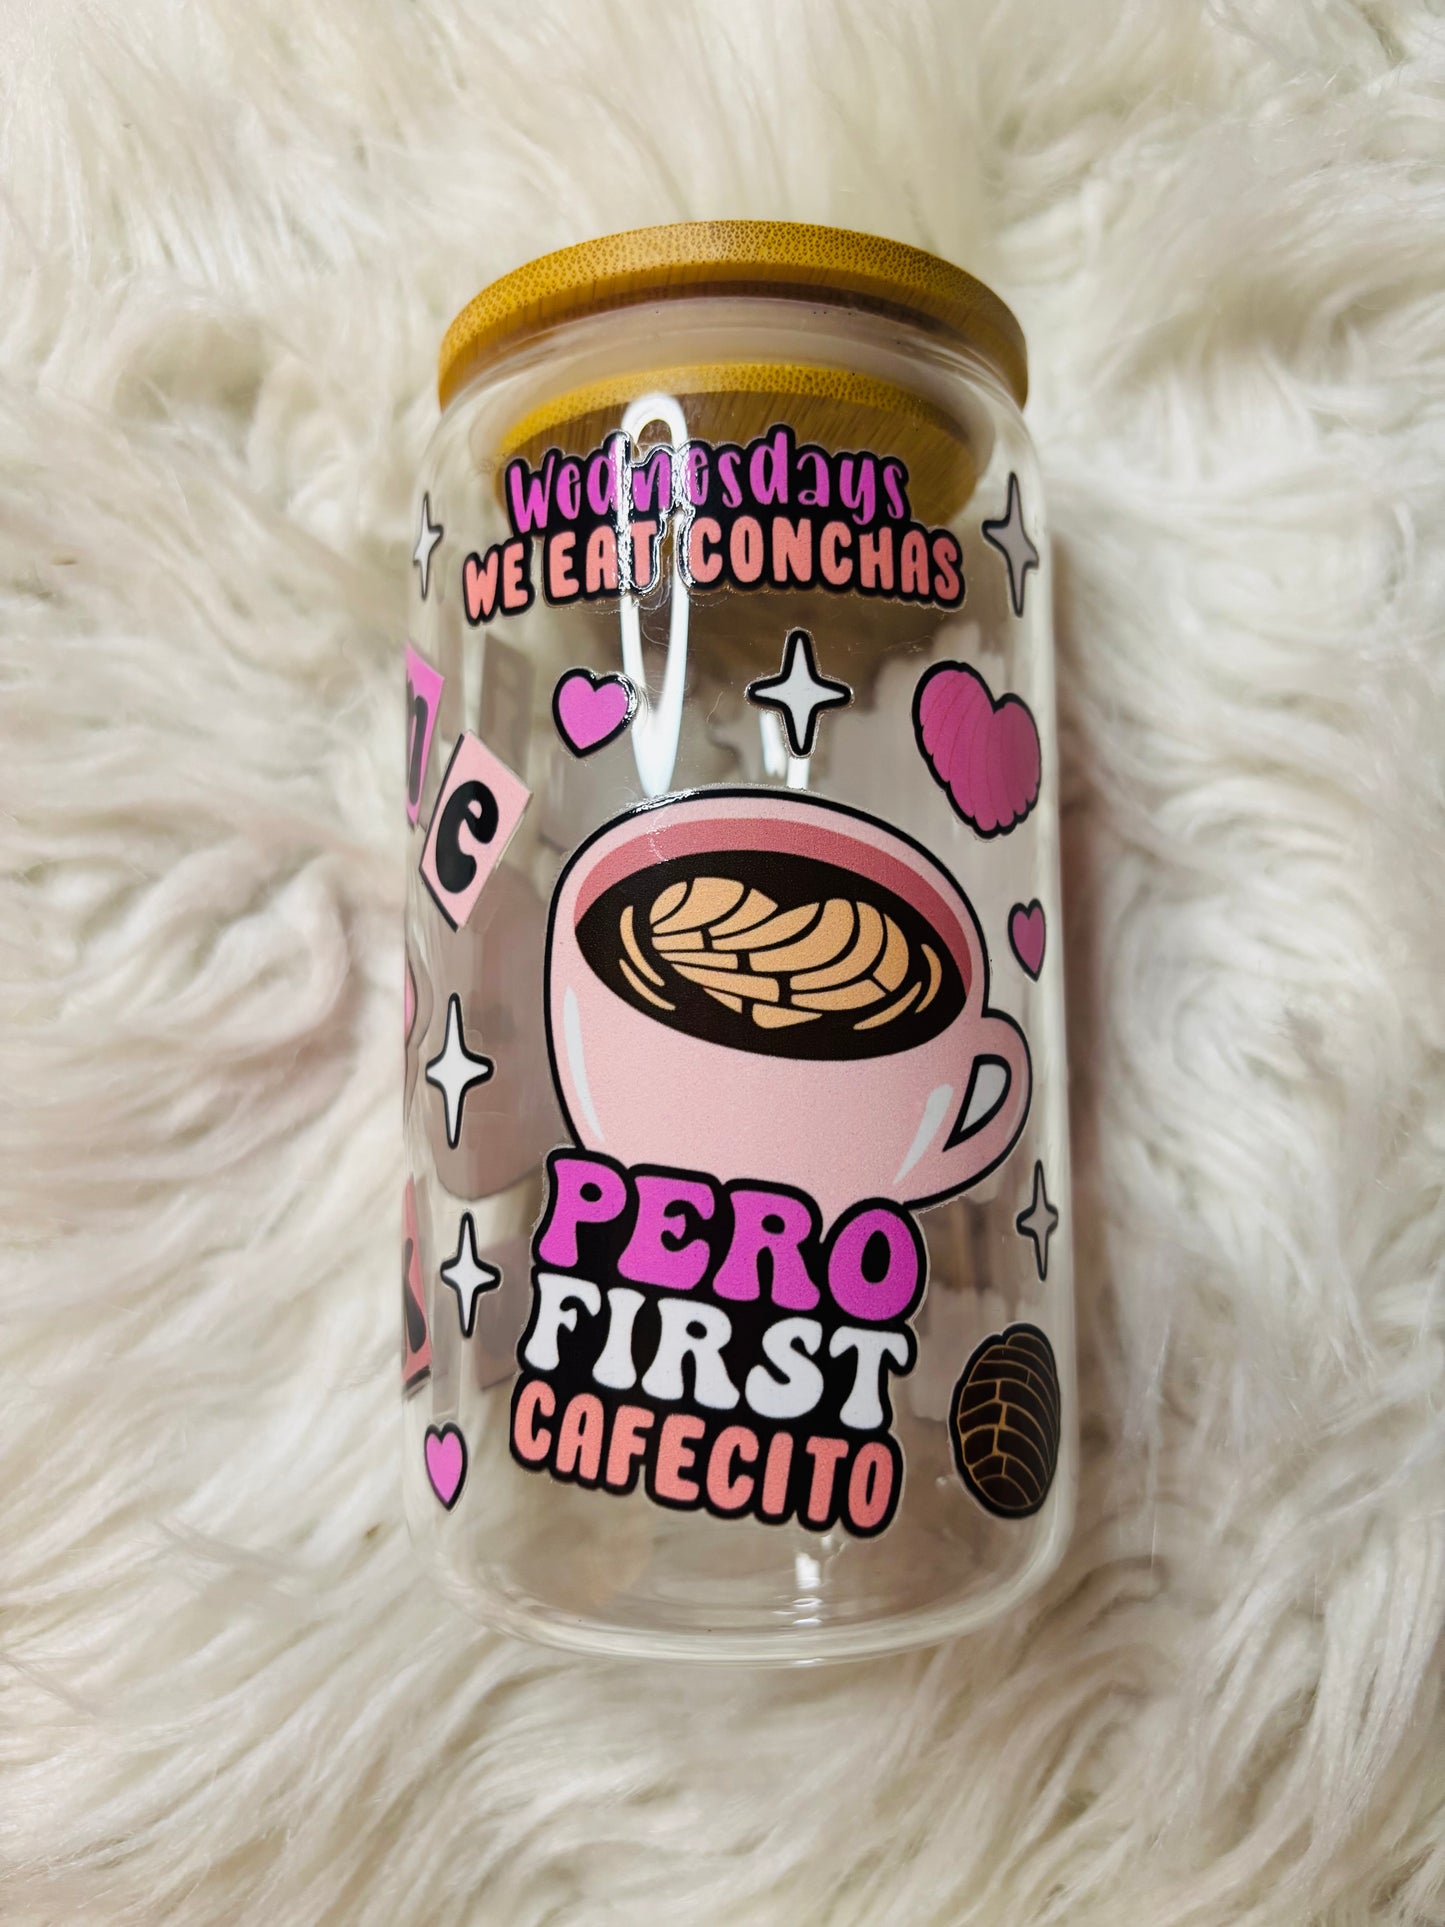 Wednesdays
WE EAT CONCHAS
n
e
PERO
FIRST
CAFECITO